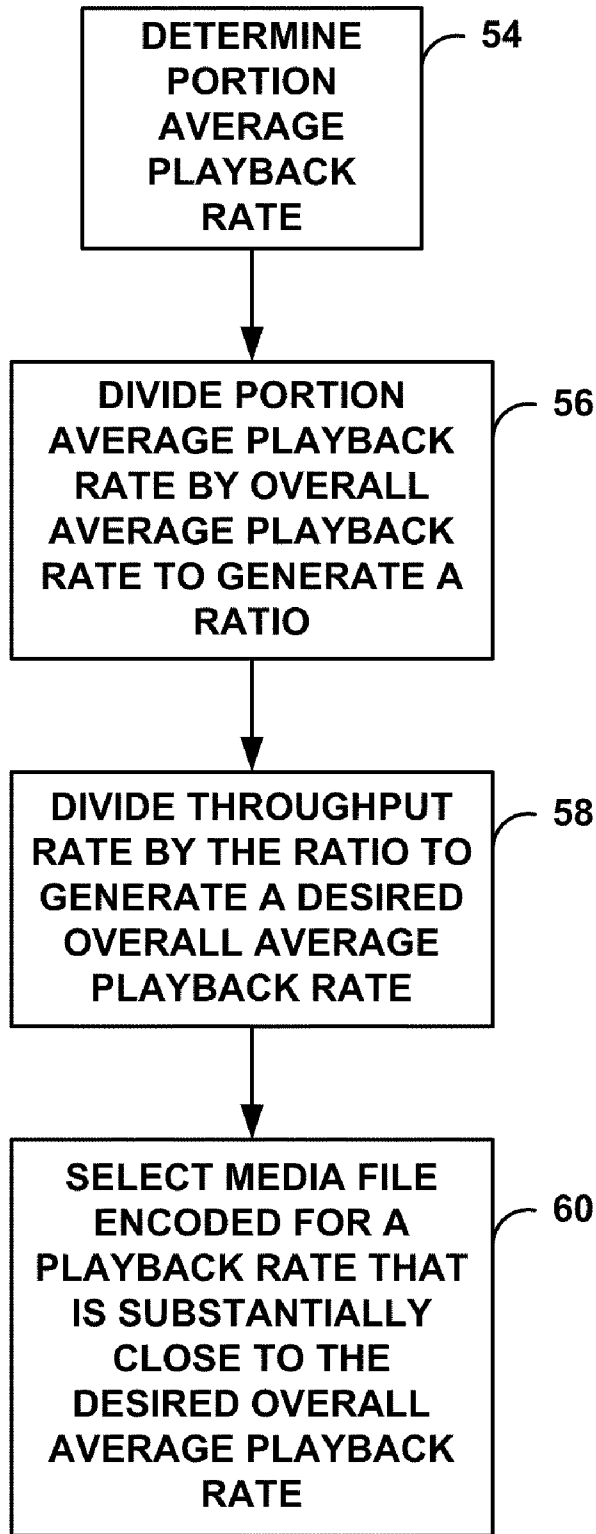 DETERMINE
PORTION
AVERAGE
PLAYBACK
RATE
54
DIVIDE PORTION
AVERAGE PLAYBACK
RATE BY OVERALL
AVERAGE PLAYBACK
RATE TO GENERATE A
RATIO
56
DIVIDE THROUGHPUT
RATE BY THE RATIO TO
GENERATE A DESIRED
OVERALL AVERAGE
PLAYBACK RATE
58
SELECT MEDIA FILE
ENCODED FOR A
PLAYBACK RATE THAT
IS SUBSTANTIALLY
CLOSE TO THE
DESIRED OVERALL
AVERAGE PLAYBACK
RATE
60